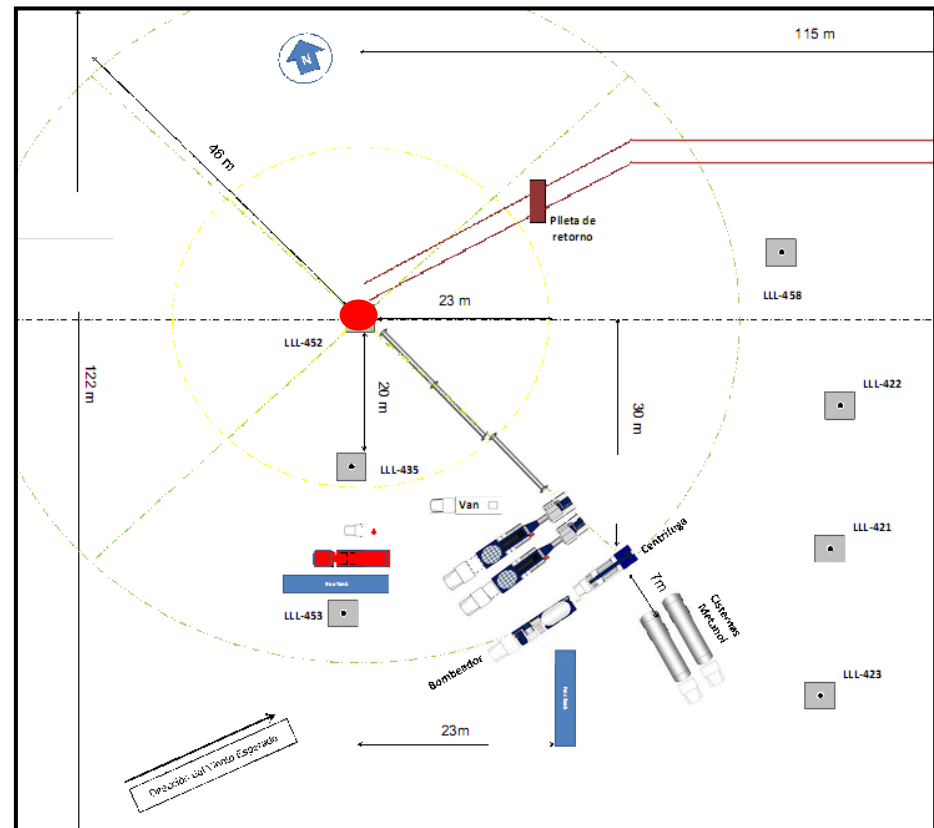 115 m
N
46 m
Pileta de
retorno
LLL-458
23 m
LLL-452
20 m
122 m
30 m
LLL-422
LLL-435
Van
Centrifuga
LLL-421
7m
Cisternas
Metanol
LLL-453
Bombeador
LLL-423
23m
Dirección del Viento Esperado